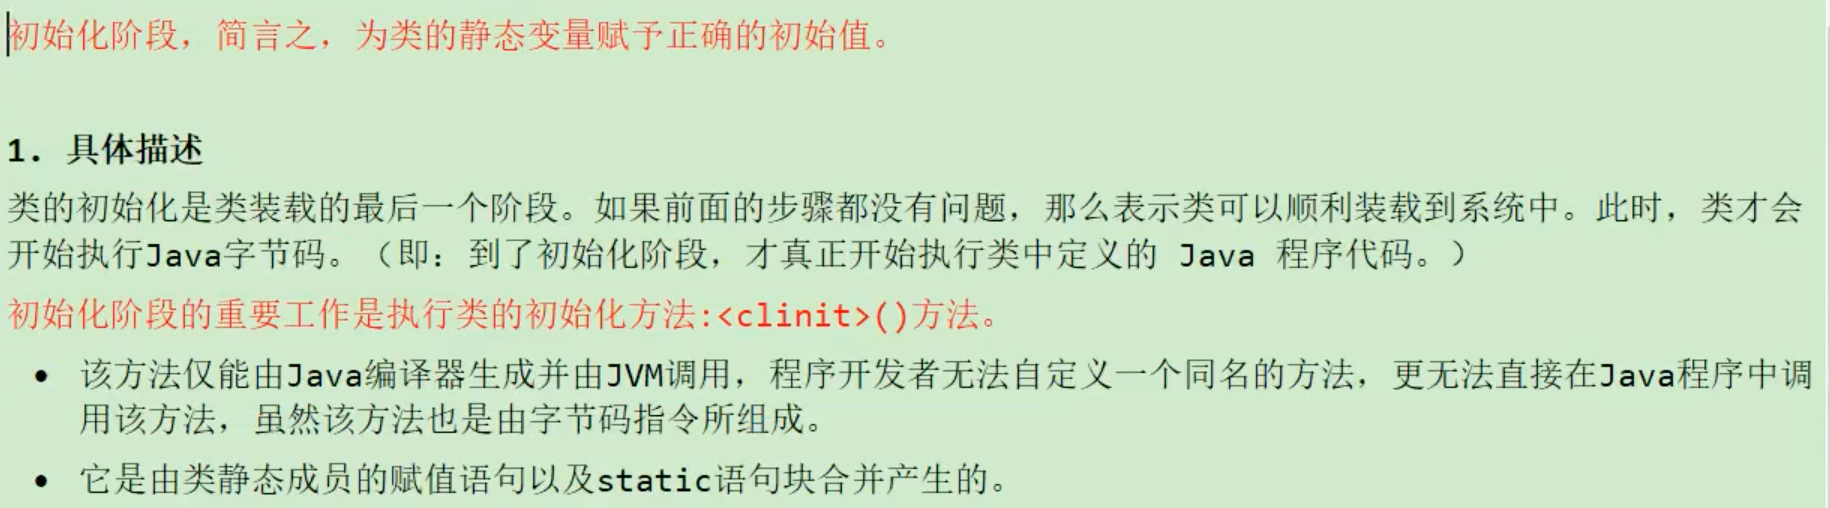 初始化阶段，简言之，为类的静态变量赋予正确的初始值。
1. 具体描述
类的初始化是类装载的最后一个阶段。如果前面的步骤都没有问题，那么表示类可以顺利装载到系统中。此时，类才会
开始执行Java字节码。（即：到了初始化阶段，才真正开始执行类中定义的 Java 程序代码。）
初始化阶段的重要工作是执行类的初始化方法:<clinit>()方法。
• 该方法仅能由Java编译器生成并由JVM调用，程序开发者无法自定义一个同名的方法，更无法直接在Java程序中调
用该方法，虽然该方法也是由字节码指令所组成。
• 它是由类静态成员的赋值语句以及static语句块合并产生的。